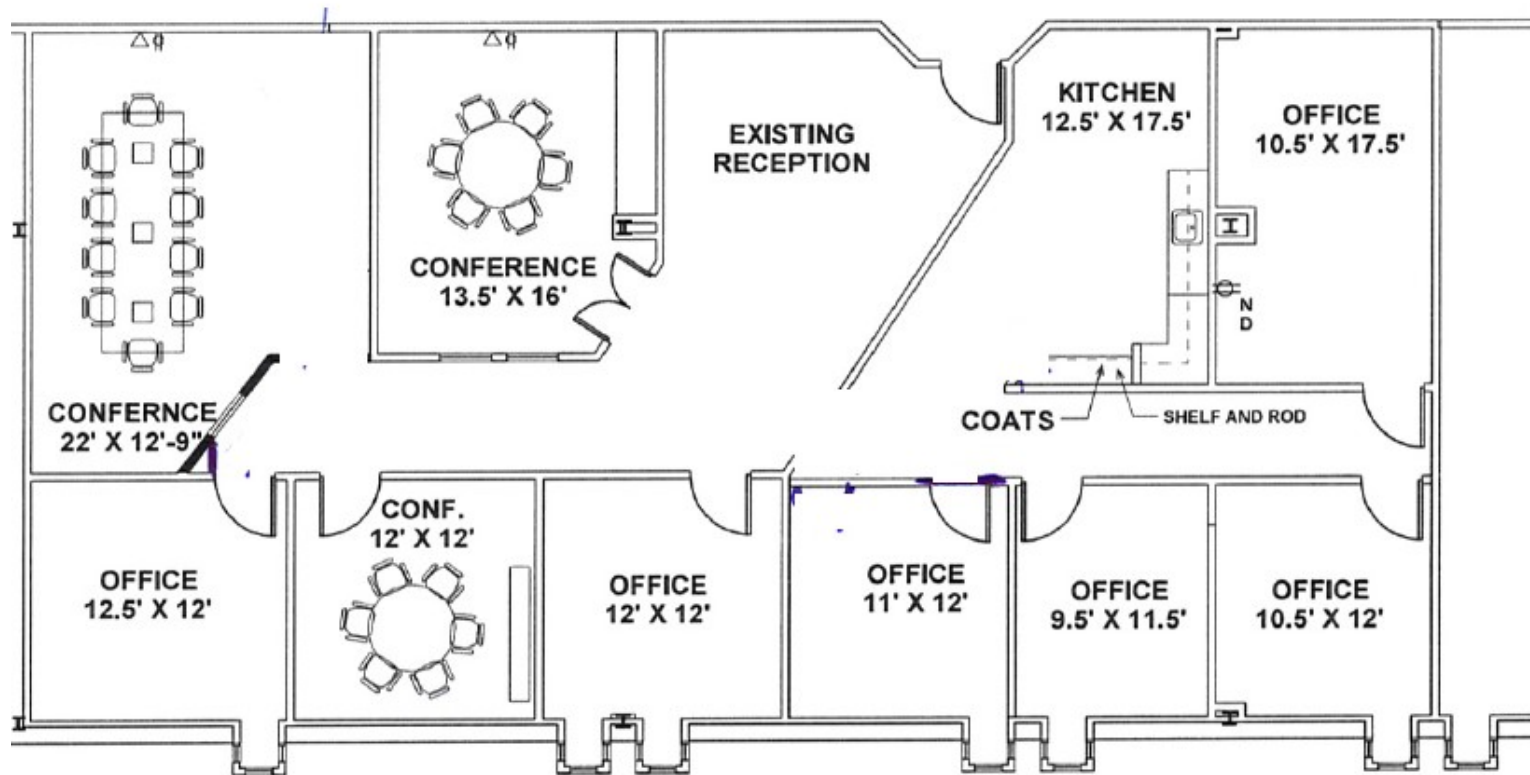 KITCHEN
12.5' X 17.5'
OFFICE
10.5' X 17.5'
EXISTING
RECEPTION
CONFERENCE
13.5' X 16'
N
D
CONFERNCE
22' X 12'-9"
COATS
SHELF AND ROD
CONF.
12' X 12'
OFFICE
12.5' X 12'
OFFICE
12' X 12'
OFFICE
11' X 12'
OFFICE
9.5' X 11.5'
OFFICE
10.5' X 12'